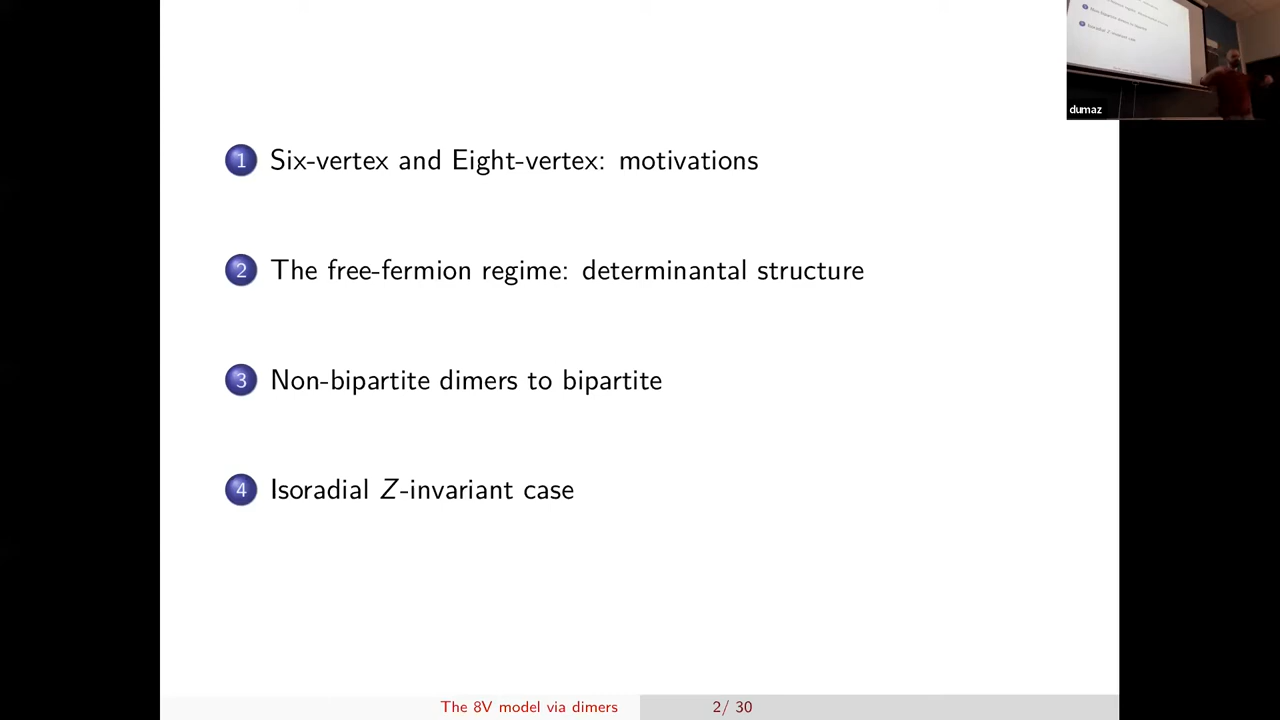 1 Six-vertex and Eight-vertex: motivations
2 The free-fermion regime: determinantal structure
3 Non-bipartite dimers to bipartite
4 Isoradial Z-invariant case
The 8V model via dimers 2/ 30
dumaz